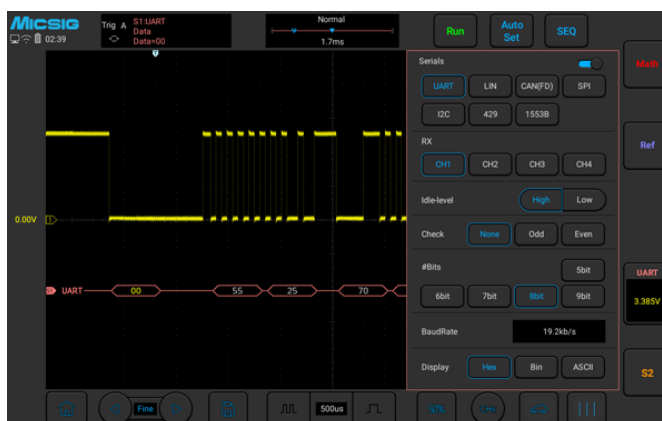 MICSIG
Trig A S1:UART
Data
Data=00
02:39
Normal
1.7ms
Run
Auto
Set
SEQ
T
Serials
Math
UART LIN CAN(FD) SPI
I2C 429 1553B
RX
Ref
CH1 CH2 CH3 CH4
Idle-level High Low
0.00V 1
Check None Odd Even
#Bits 5bit
UART
S1 UART 00 55 25 70
6bit 7bit 8bit 9bit
3.385V
BaudRate 19.2kb/s
Display Hex Bin ASCII
S2
Fine
500us
50%